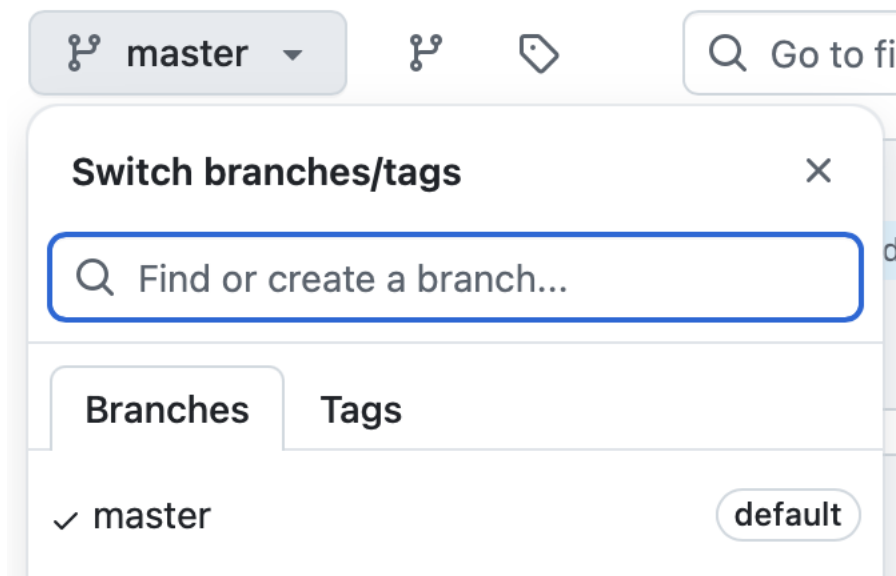 master
Go to fi
Switch branches/tags
Find or create a branch...
Branches
Tags
master
default